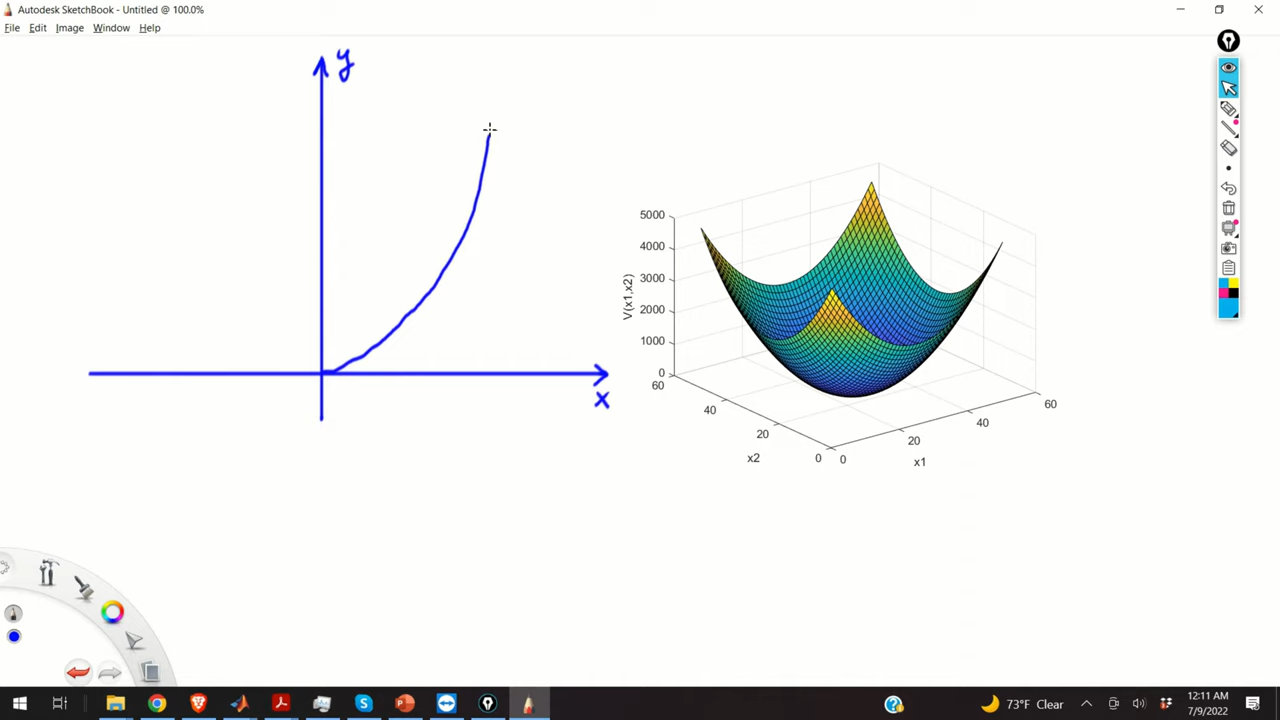 Autodesk SketchBook - Untitled @ 100.0%
File Edit Image Window Help
y
x
5000
4000
3000
2000
1000
0
V(x1,x2)
60
40
20
0
x2
0
20
40
60
x1
73°F Clear
12:11 AM
7/9/2022